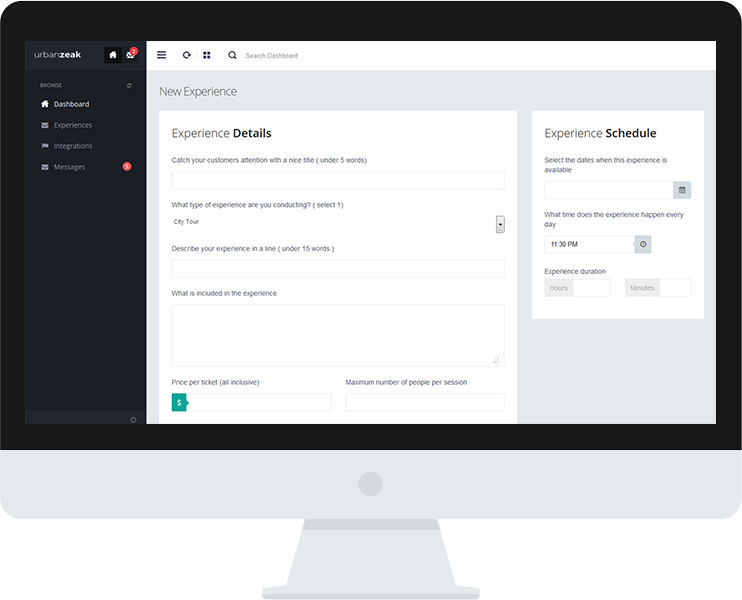 urbanzeak
3
Search Dashboard
BROWSE
Dashboard
Experiences
Integrations
Messages
5
New Experience
Experience Details
Catch your customers attention with a nice title ( under 5 words)
What type of experience are you conducting? ( select 1)
City Tour
Describe your experience in a line ( under 15 words )
What is included in the experience
Price per ticket (all inclusive)
Maximum number of people per session
$
Experience Schedule
Select the dates when this experience is
available
What time does the experience happen every
day
11:30 PM
Experience duration
Hours
Minutes